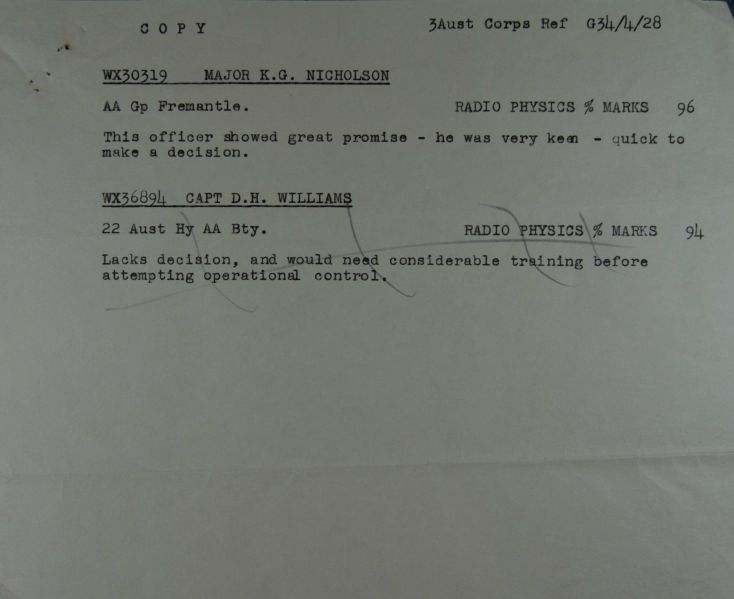 COPY
3Aust Corps Ref G34/4/28
WX30319 MAJOR K.G. NICHOLSON
AA Gp Fremantle. RADIO PHYSICS % MARKS 96
This officer showed great promise - he was very keen - quick to
make a decision.
WX36894 CAPT D.H. WILLIAMS
22 Aust Hy AA Bty. RADIO PHYSICS % MARKS 94
Lacks decision, and would need considerable training before
attempting operational control.